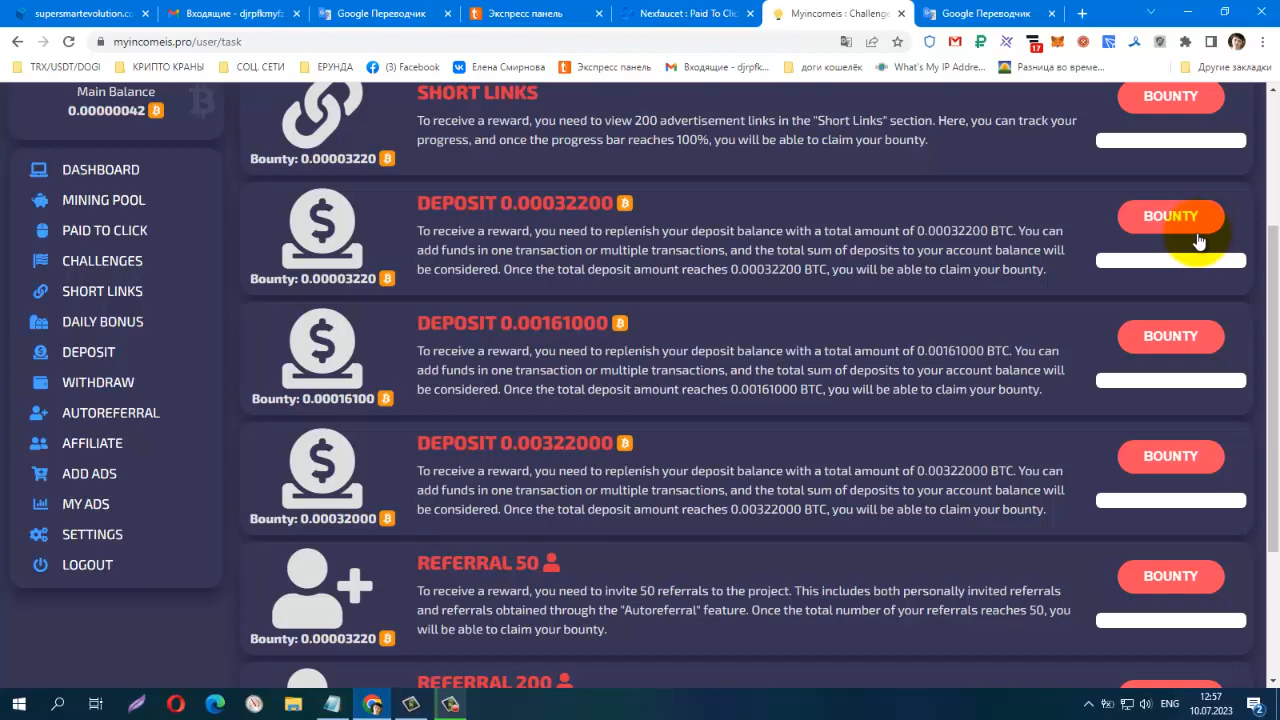 supersmartevolution.co
Входящие - djrpfkmyfz
Google Переводчик
Экспресс панель
Nexfaucet : Paid To Clic
Myincomeis : Challenge
Google Переводчик
myincomeis.pro/user/task
17
TRX/USDT/DOGI
КРИПТО КРАНЫ
СОЦ. СЕТИ
ЕРУНДА
(3) Facebook
Елена Смирнова
Экспресс панель
Входящие - djrpfk...
доги кошелёк
What's My IP Addre...
Разница во време...
Другие закладки
Main Balance
0.00000042
DASHBOARD
MINING POOL
PAID TO CLICK
CHALLENGES
SHORT LINKS
DAILY BONUS
DEPOSIT
WITHDRAW
AUTOREFERRAL
AFFILIATE
ADD ADS
MY ADS
SETTINGS
LOGOUT
SHORT LINKS
To receive a reward, you need to view 200 advertisement links in the "Short Links" section. Here, you can track your
progress, and once the progress bar reaches 100%, you will be able to claim your bounty.
Bounty: 0.00003220
BOUNTY
DEPOSIT 0.00032200
To receive a reward, you need to replenish your deposit balance with a total amount of 0.00032200 BTC. You can
add funds in one transaction or multiple transactions, and the total sum of deposits to your account balance will
be considered. Once the total deposit amount reaches 0.00032200 BTC, you will be able to claim your bounty.
Bounty: 0.00003220
BOUNTY
DEPOSIT 0.00161000
To receive a reward, you need to replenish your deposit balance with a total amount of 0.00161000 BTC. You can
add funds in one transaction or multiple transactions, and the total sum of deposits to your account balance will
be considered. Once the total deposit amount reaches 0.00161000 BTC, you will be able to claim your bounty.
Bounty: 0.00016100
BOUNTY
DEPOSIT 0.00322000
To receive a reward, you need to replenish your deposit balance with a total amount of 0.00322000 BTC. You can
add funds in one transaction or multiple transactions, and the total sum of deposits to your account balance will
be considered. Once the total deposit amount reaches 0.00322000 BTC, you will be able to claim your bounty.
Bounty: 0.00032000
BOUNTY
REFERRAL 50
To receive a reward, you need to invite 50 referrals to the project. This includes both personally invited referrals
and referrals obtained through the "Autoreferral" feature. Once the total number of your referrals reaches 50, you
will be able to claim your bounty.
Bounty: 0.00003220
BOUNTY
REFERRAL 200
ENG
12:57
10.07.2023
2